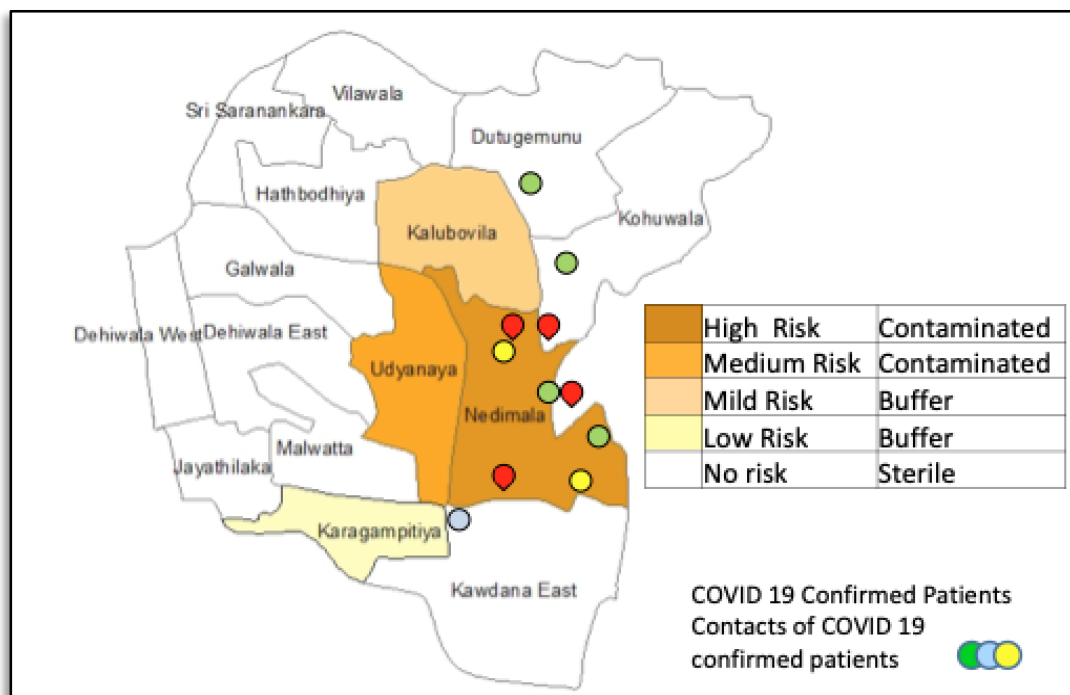 Vilawala
Sri Saranankara
Dutugemunu
Hathbodhiya
Kohuwala
Kalubovila
Galwala
Dehiwala West
Dehiwala East
Udyanaya
Nedimala
Malwatta
Jayathilaka
Karagampitiya
Kawdana East
High Risk Contaminated
Medium Risk Contaminated
Mild Risk Buffer
Low Risk Buffer
No risk Sterile
COVID 19 Confirmed Patients
Contacts of COVID 19
confirmed patients